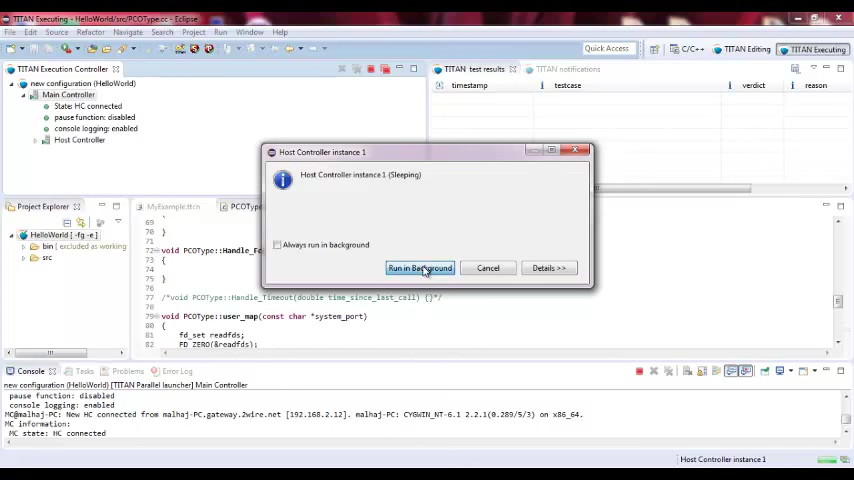 TITAN Executing - HelloWorld/src/PCOType.cc - Eclipse
File Edit Source Refactor Navigate Search Project Run Window Help
Quick Access C/C++ TITAN Editing TITAN Executing
TITAN Execution Controller
new configuration (HelloWorld)
Main Controller
State: HC connected
pause function: disabled
console logging: enabled
Host Controller
TITAN test results TITAN notifications
timestamp testcase verdict reason
Host Controller instance 1
Host Controller instance 1 (Sleeping)
Always run in background
Run in Background Cancel Details >>
Project Explorer
HelloWorld [ -fg -e ]
bin (excluded as working
src
MyExample.ttcn
69
70 }
71
72 void PCOType::Handle_
73 {
74
75 }
76
77 /*void PCOType::Handle_Timeout(double time_since_last_call) {}*/
78
79 void PCOType::user_map(const char *system_port)
80 {
81 fd_set readfds;
82 FD_ZERO(&readfds);
Console Tasks Problems Error Log
new configuration (HelloWorld) [TITAN Parallel launcher] Main Controller
pause function: disabled
console logging: enabled
MC@malhaj-PC: New HC connected from malhaj-PC.gateway.2wire.net [192.168.2.12]. malhaj-PC: CYGWIN_NT-6.1 2.2.1(0.289/5/3) on x86_64.
MC information:
MC state: HC connected
Host Controller instance 1